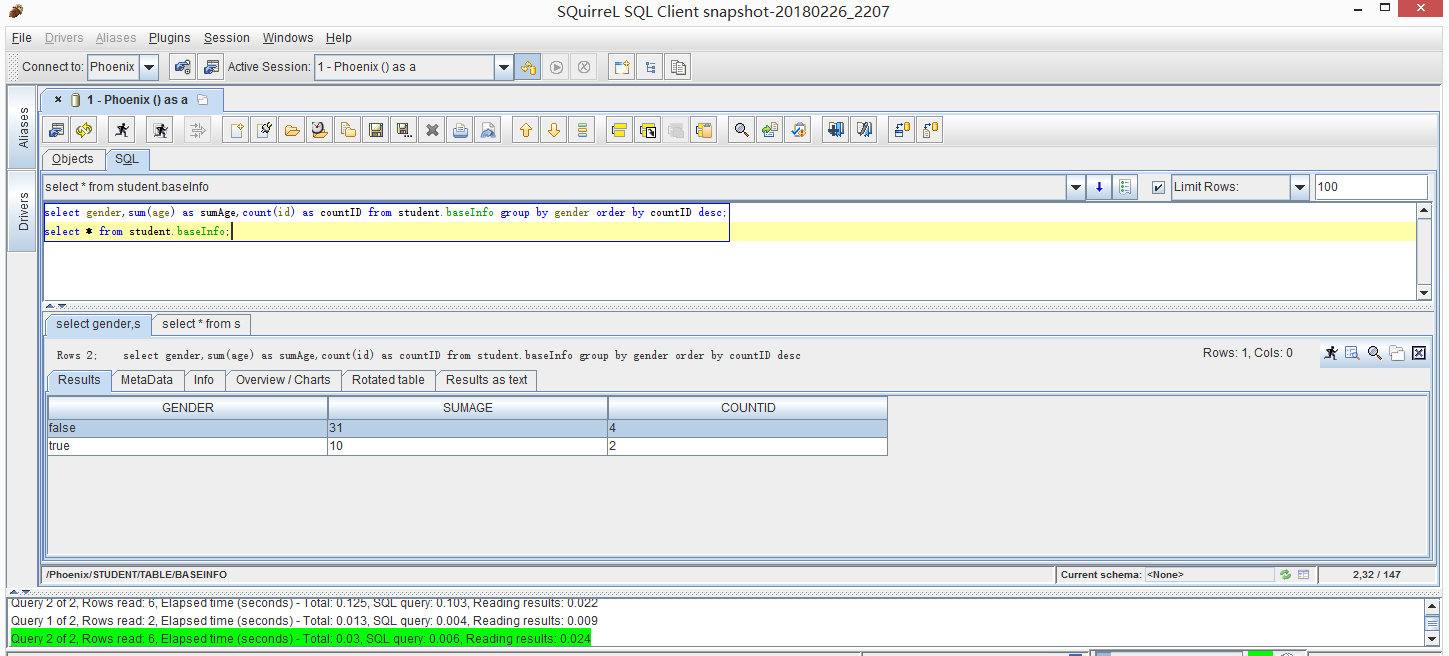 SQuirreL SQL Client snapshot-20180226_2207
File Drivers Aliases Plugins Session Windows Help
Connect to: Phoenix Active Session: 1 - Phoenix () as a
Aliases
Drivers
1 - Phoenix () as a
Objects SQL
select * from student.baseInfo Limit Rows: 100
select gender,sum(age) as sumAge,count(id) as countID from student.baseInfo group by gender order by countID desc;
select * from student.baseInfo;
select gender,s select * from s
Rows 2; select gender,sum(age) as sumAge,count(id) as countID from student.baseInfo group by gender order by countID desc Rows: 1, Cols: 0
Results MetaData Info Overview / Charts Rotated table Results as text
GENDER SUMAGE COUNTID
false 31 4
true 10 2
/Phoenix/STUDENT/TABLE/BASEINFO Current schema: <None> 2,32 / 147
Query 2 of 2, Rows read: 6, Elapsed time (seconds) - Total: 0.125, SQL query: 0.103, Reading results: 0.022
Query 1 of 2, Rows read: 2, Elapsed time (seconds) - Total: 0.013, SQL query: 0.004, Reading results: 0.009
Query 2 of 2, Rows read: 6, Elapsed time (seconds) - Total: 0.03, SQL query: 0.006, Reading results: 0.024